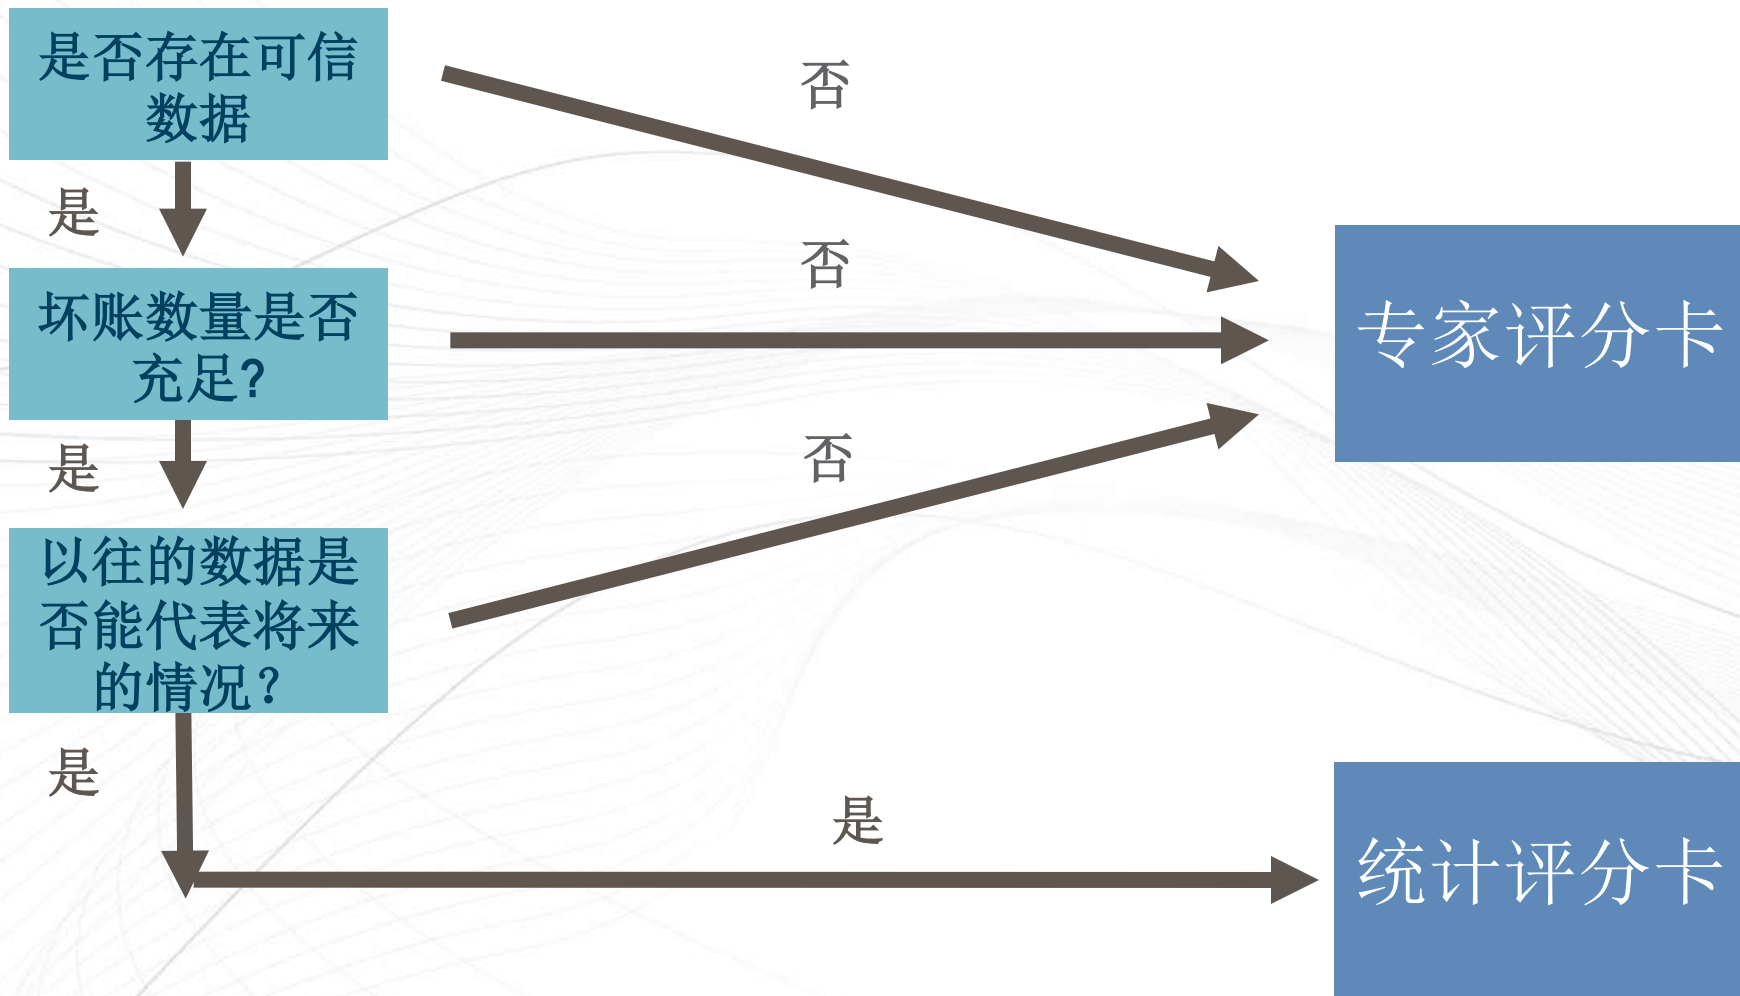 是否存在可信
数据
否
是
坏账数量是否
充足?
否
专家评分卡
是
否
以往的数据是
否能代表将来
的情况?
是
是
统计评分卡